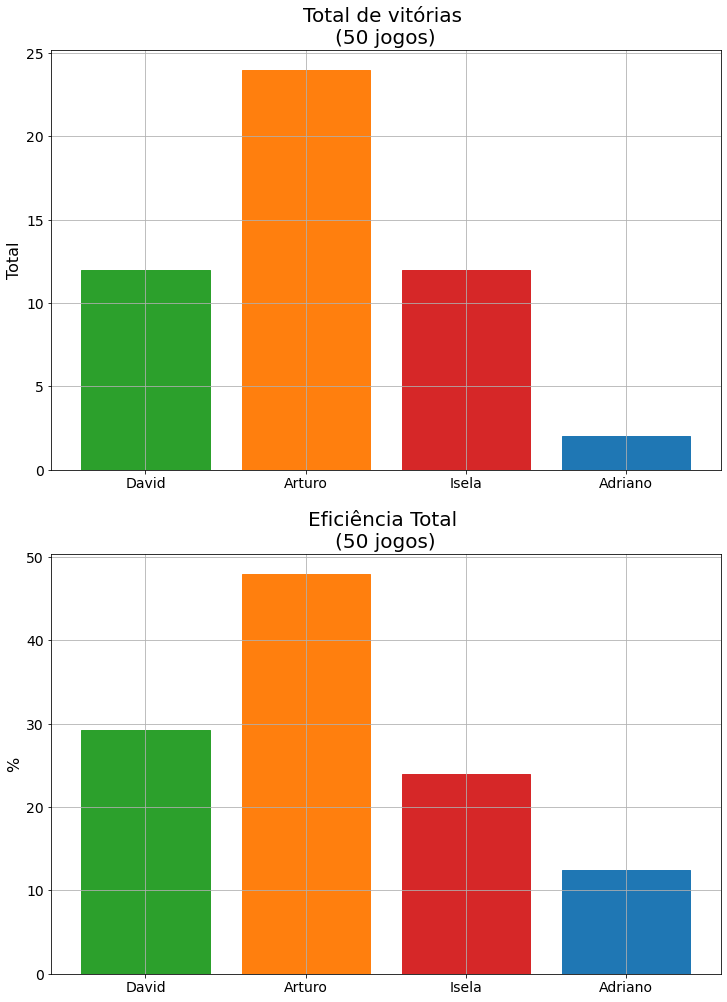 Total de vitórias
(50 jogos)
25
20
15
10
5
0
Total
David Arturo Isela Adriano
Eficiência Total
(50 jogos)
50
40
30
20
10
0
%
David Arturo Isela Adriano